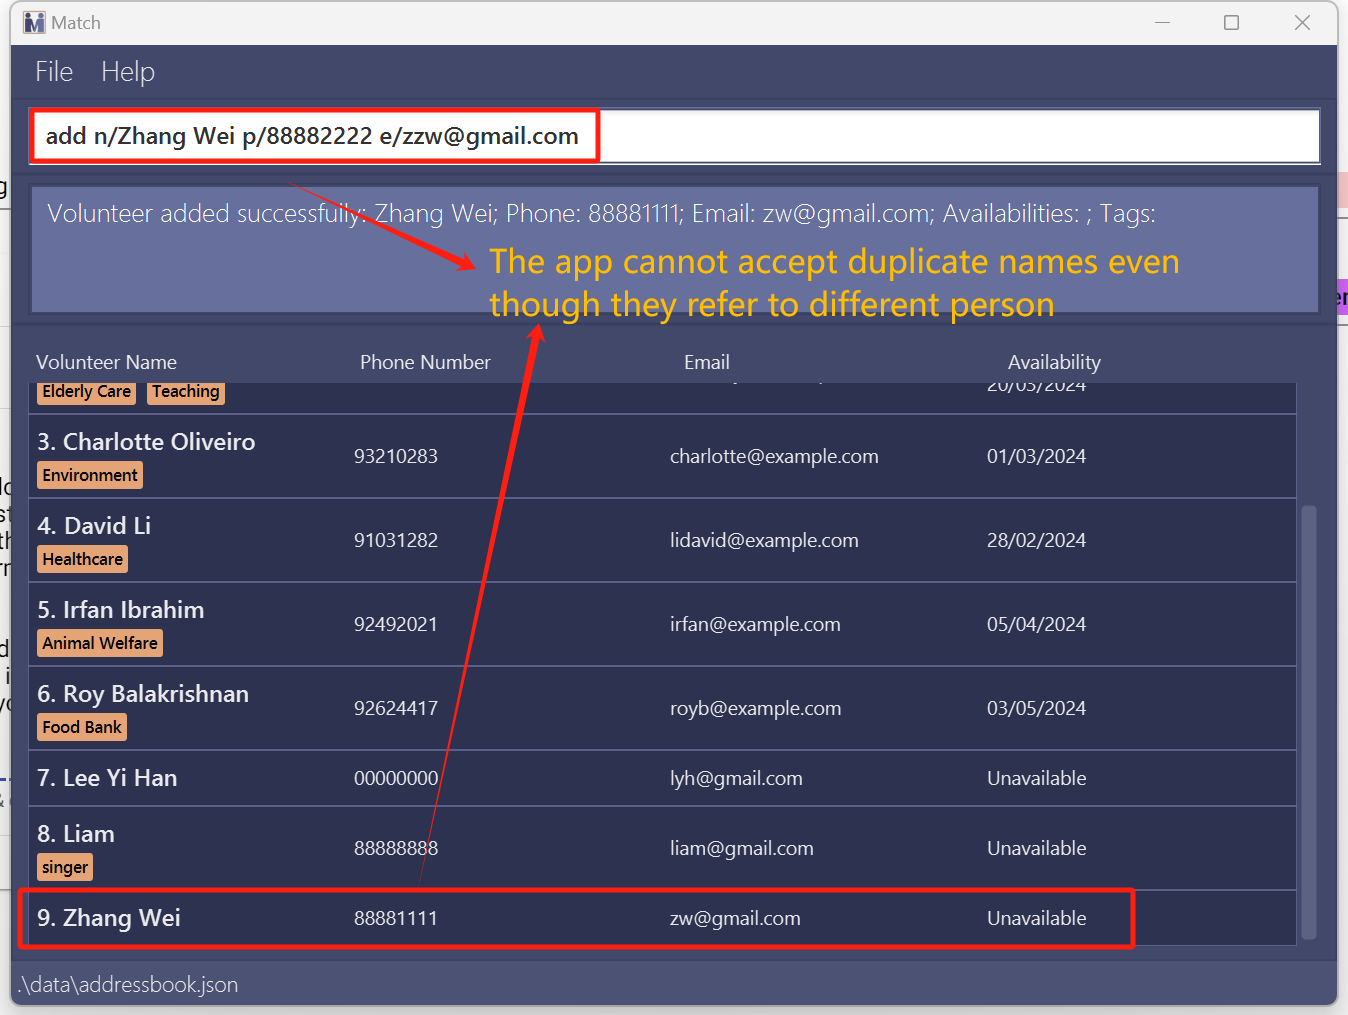 Match
File Help
add n/Zhang Wei p/88882222 e/zzw@gmail.com
Volunteer added successfully: Zhang Wei; Phone: 88881111; Email: zw@gmail.com; Availabilities: ; Tags:
The app cannot accept duplicate names even
though they refer to different person
Volunteer Name Phone Number Email Availability
Elderly Care Teaching 20/03/2024
3. Charlotte Oliveiro 93210283 charlotte@example.com 01/03/2024
Environment
4. David Li 91031282 lidavid@example.com 28/02/2024
Healthcare
5. Irfan Ibrahim 92492021 irfan@example.com 05/04/2024
Animal Welfare
6. Roy Balakrishnan 92624417 royb@example.com 03/05/2024
Food Bank
7. Lee Yi Han 00000000 lyh@gmail.com Unavailable
8. Liam 88888888 liam@gmail.com Unavailable
singer
9. Zhang Wei 88881111 zw@gmail.com Unavailable
.\data\addressbook.json